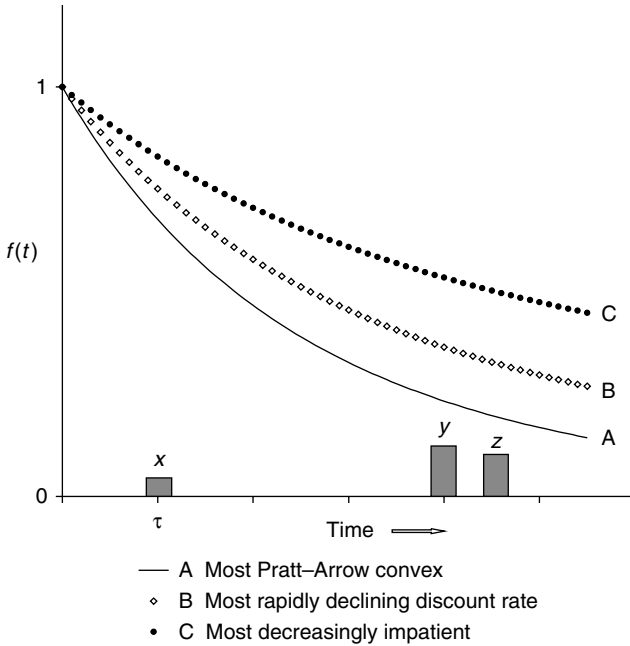 1
f(t)
C
B
A
x
y
z
0
τ
Time
A Most Pratt–Arrow convex
B Most rapidly declining discount rate
C Most decreasingly impatient